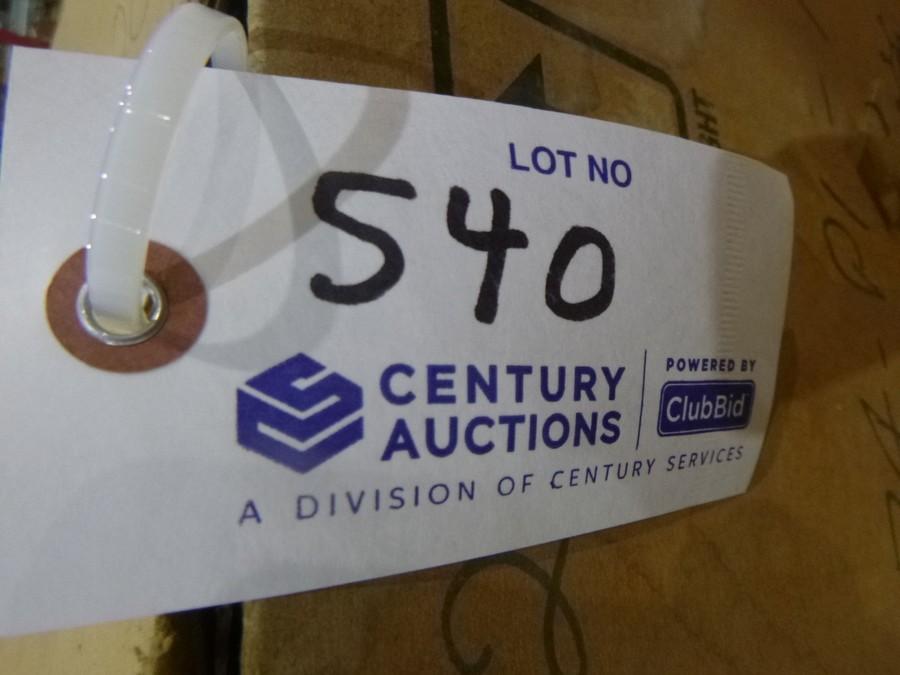 LOT NO
540
CENTURY
AUCTIONS
POWERED BY
ClubBid
A DIVISION OF CENTURY SERVICES